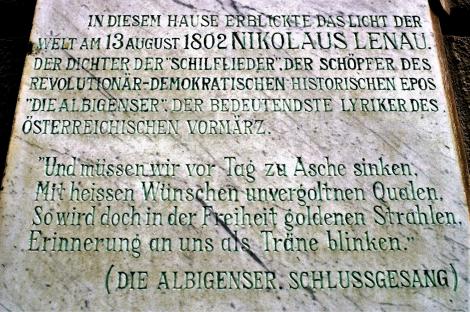 IN DIESEM HAUSE ERBLICKTE DAS LICHT DER
WELT AM 13 AUGUST 1802 NIKOLAUS LENAU.
DER DICHTER DER "SCHILFLIEDER", DER SCHÖPFER DES
REVOLUTIONÄR-DEMOKRATISCHEN HISTORISCHEN EPOS
"DIE ALBIGENSER", DER BEDEUTENDSTE LYRIKER DES
ÖSTERREICHISCHEN VORMÄRZ.
"Und müssen wir vor Tag zu Asche sinken,
Mit heissen Wünschen unvergoltnen Qualen,
So wird doch in der Freiheit goldenen Strahlen,
Erinnerung an uns als Träne blinken."
(DIE ALBIGENSER. SCHLUSSGESANG)